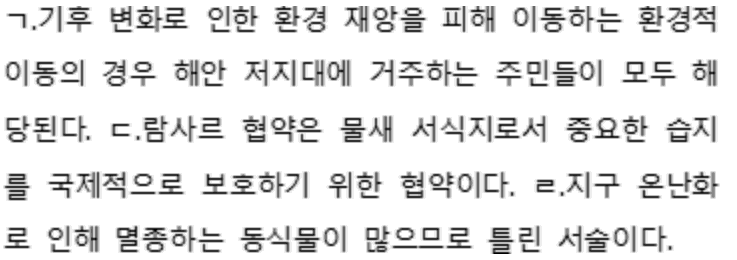 ㄱ.기후 변화로 인한 환경 재앙을 피해 이동하는 환경적
이동의 경우 해안 저지대에 거주하는 주민들이 모두 해
당된다. ㄷ.람사르 협약은 물새 서식지로서 중요한 습지
를 국제적으로 보호하기 위한 협약이다. ㄹ.지구 온난화
로 인해 멸종하는 동식물이 많으므로 틀린 서술이다.